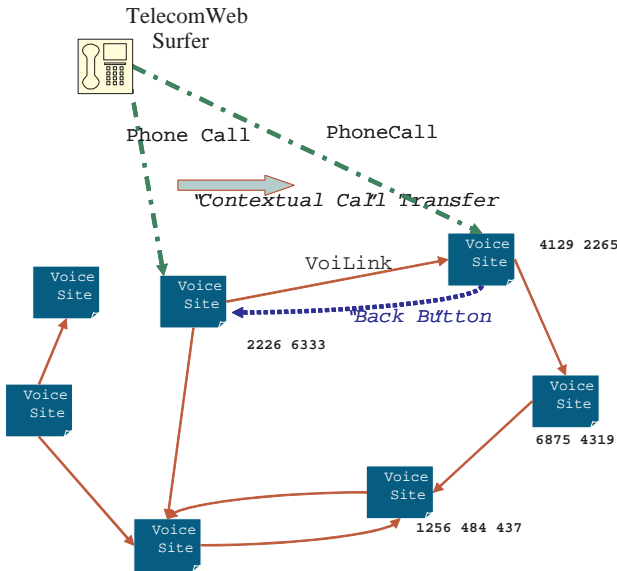 TelecomWeb
Surfer
Phone Call
PhoneCall
"Contextual Call" Transfer
Voice
Site
4129 2265
VoiLink
Voice
Site
Voice
Site
"Back Button"
2226 6333
Voice
Site
Voice
Site
6875 4319
Voice
Site
1256 484 437
Voice
Site